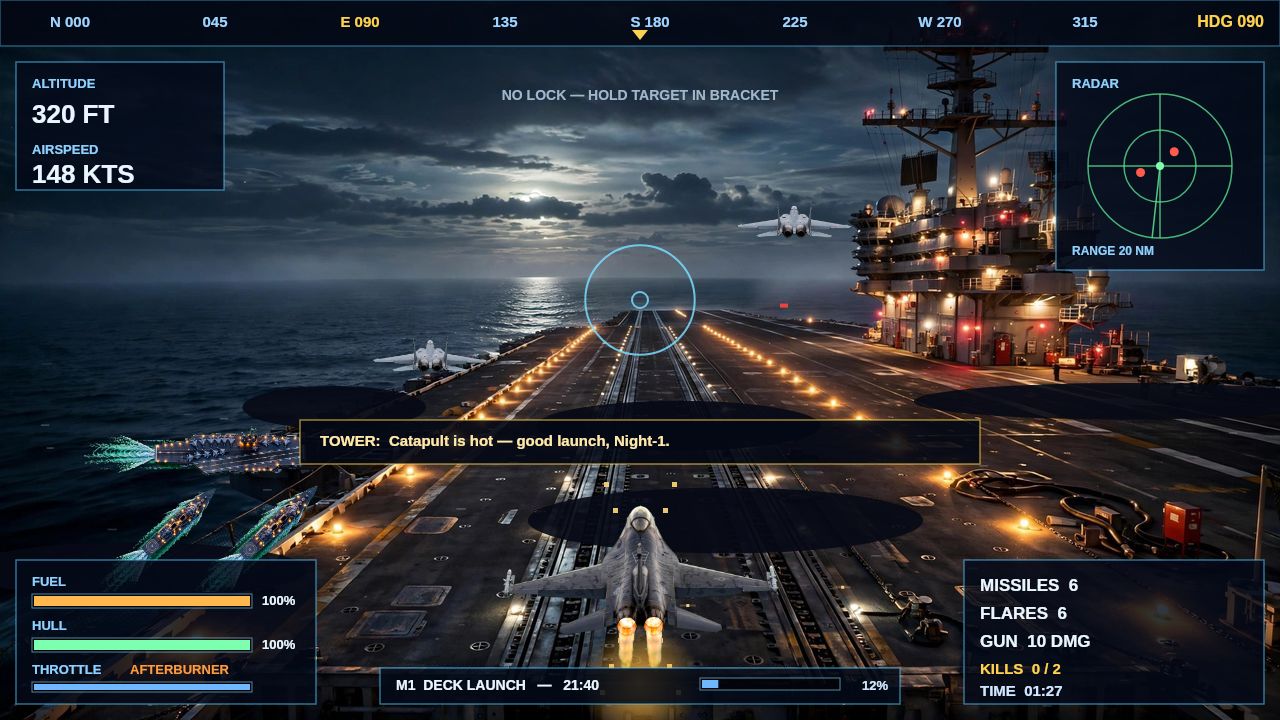 N 000 045 E 090 135 S 180 225 W 270 315 HDG 090
ALTITUDE
320 FT
AIRSPEED
148 KTS
NO LOCK — HOLD TARGET IN BRACKET
RADAR
RANGE 20 NM
TOWER: Catapult is hot — good launch, Night-1.
FUEL
100%
HULL
100%
THROTTLE AFTERBURNER
M1 DECK LAUNCH — 21:40 12%
MISSILES 6
FLARES 6
GUN 10 DMG
KILLS 0 / 2
TIME 01:27